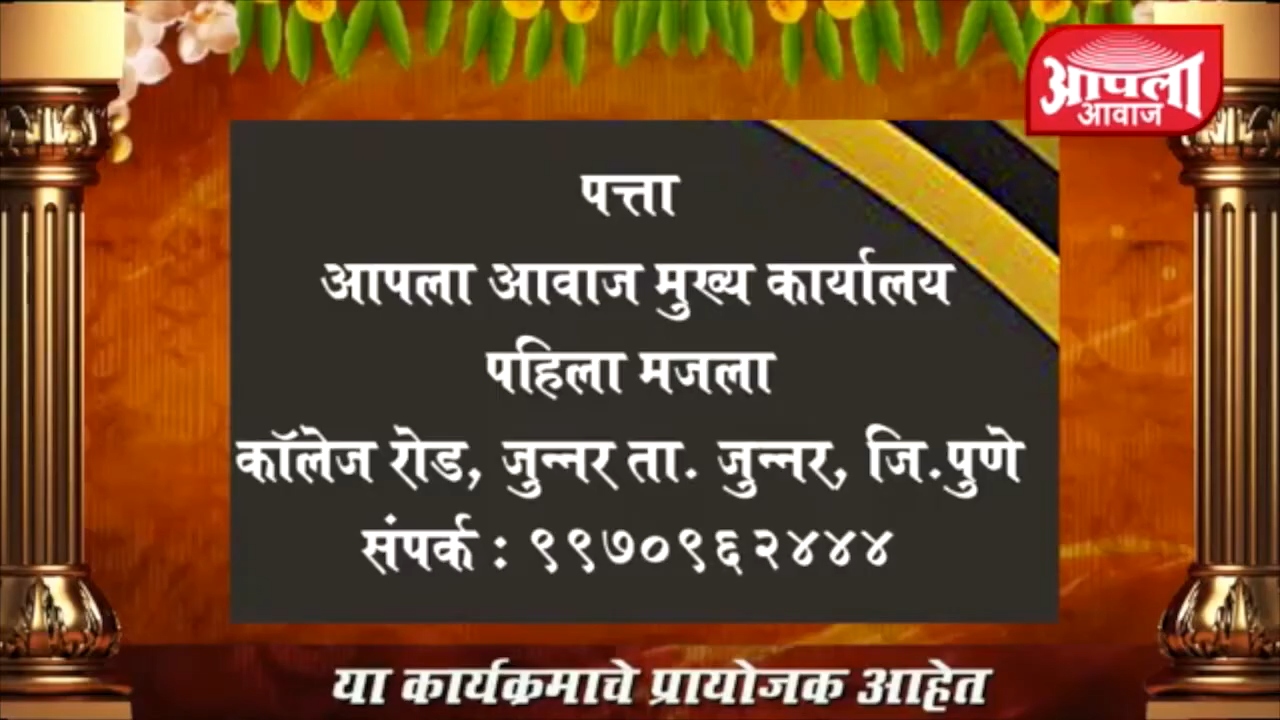 आपला
आवाज
पत्ता
आपला आवाज मुख्य कार्यालय
पहिला मजला
कॉलेज रोड, जुन्नर ता. जुन्नर, जि.पुणे
संपर्क : ९९७०९६२४४४
या कार्यक्रमाचे प्रायोजक आहेत